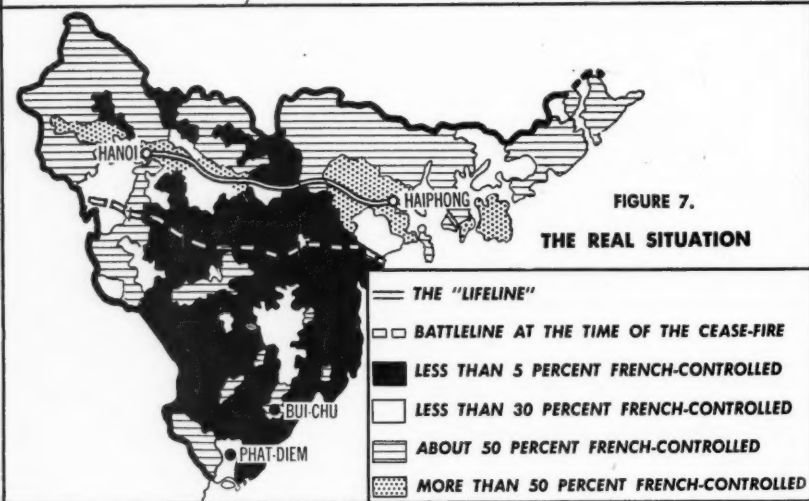 HANOI
HAIPHONG
FIGURE 7.
THE REAL SITUATION
THE "LIFELINE"
BATTLELINE AT THE TIME OF THE CEASE-FIRE
LESS THAN 5 PERCENT FRENCH-CONTROLLED
LESS THAN 30 PERCENT FRENCH-CONTROLLED
ABOUT 50 PERCENT FRENCH-CONTROLLED
MORE THAN 50 PERCENT FRENCH-CONTROLLED
BUI-CHU
PHAT-DIEM